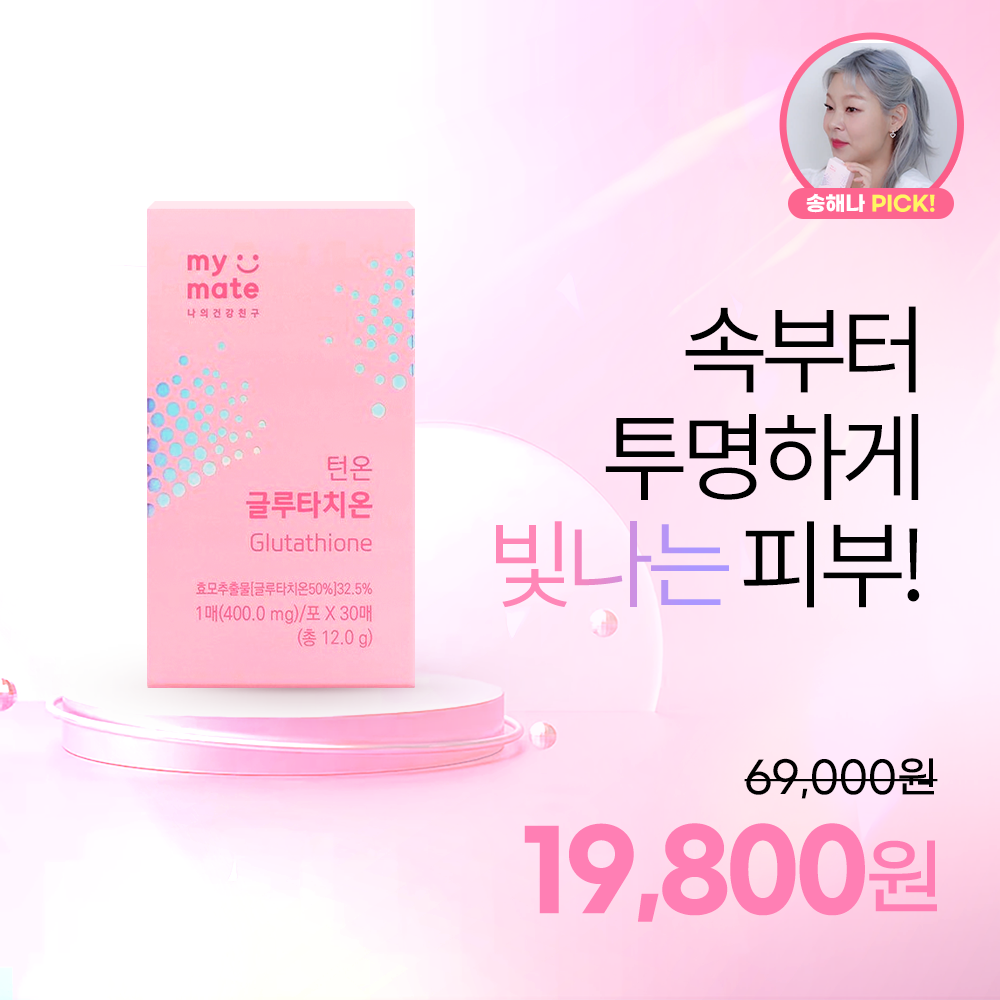 송해나 PICK!
my
mate
나의건강친구
턴온
글루타치온
Glutathione
효모추출물[글루타치온50%]32.5%
1매(400.0 mg)/포 X 30매
(총 12.0 g)
속부터
투명하게
빛나는 피부!
69,000원
19,800원